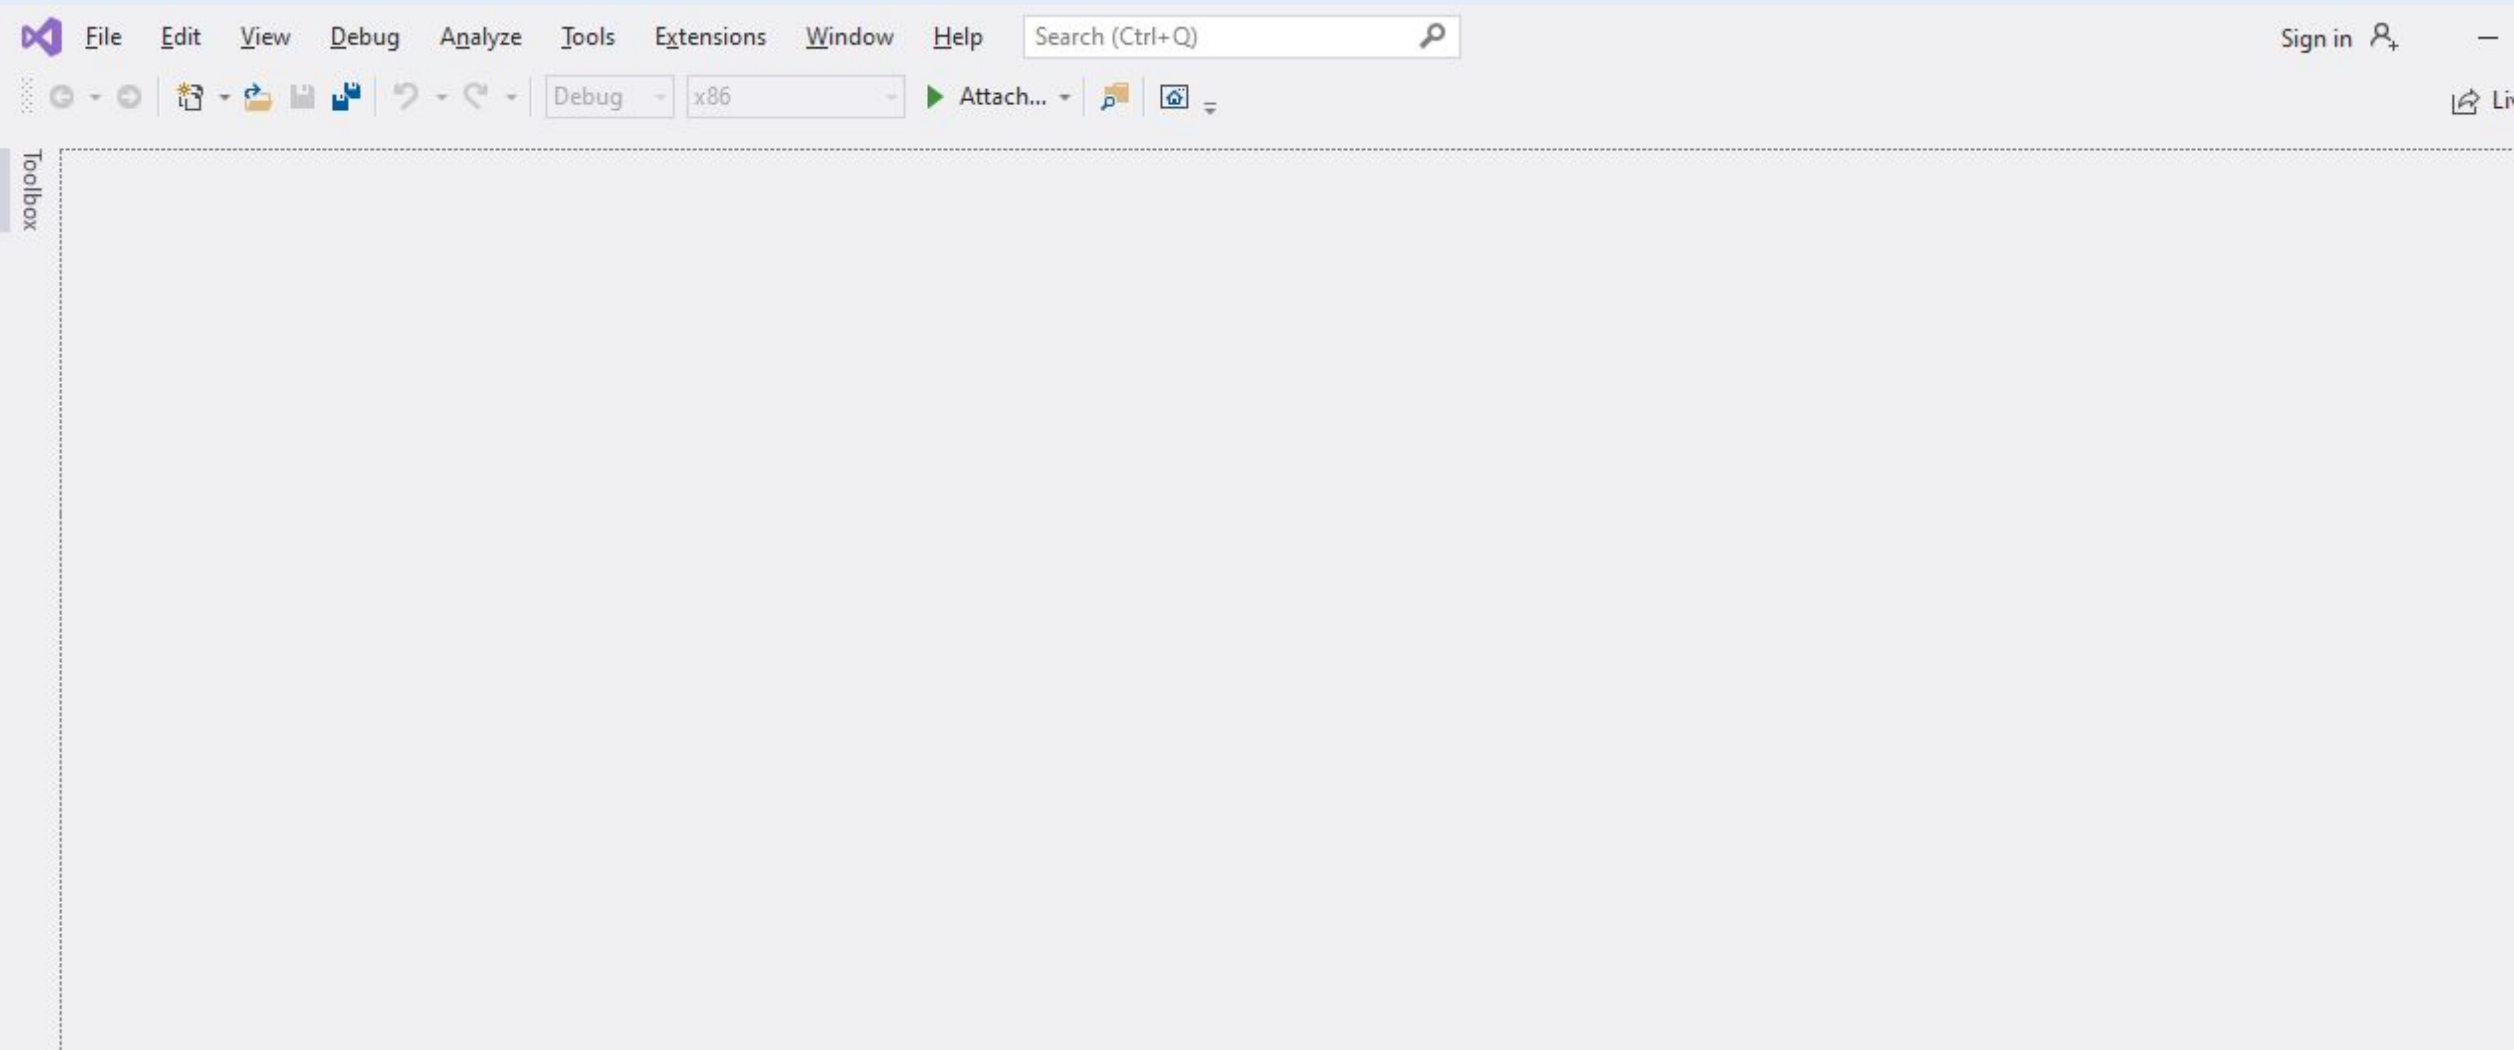 File Edit View Debug Analyze Tools Extensions Window Help Search (Ctrl+Q) Sign in
Debug x86 Attach...
Toolbox